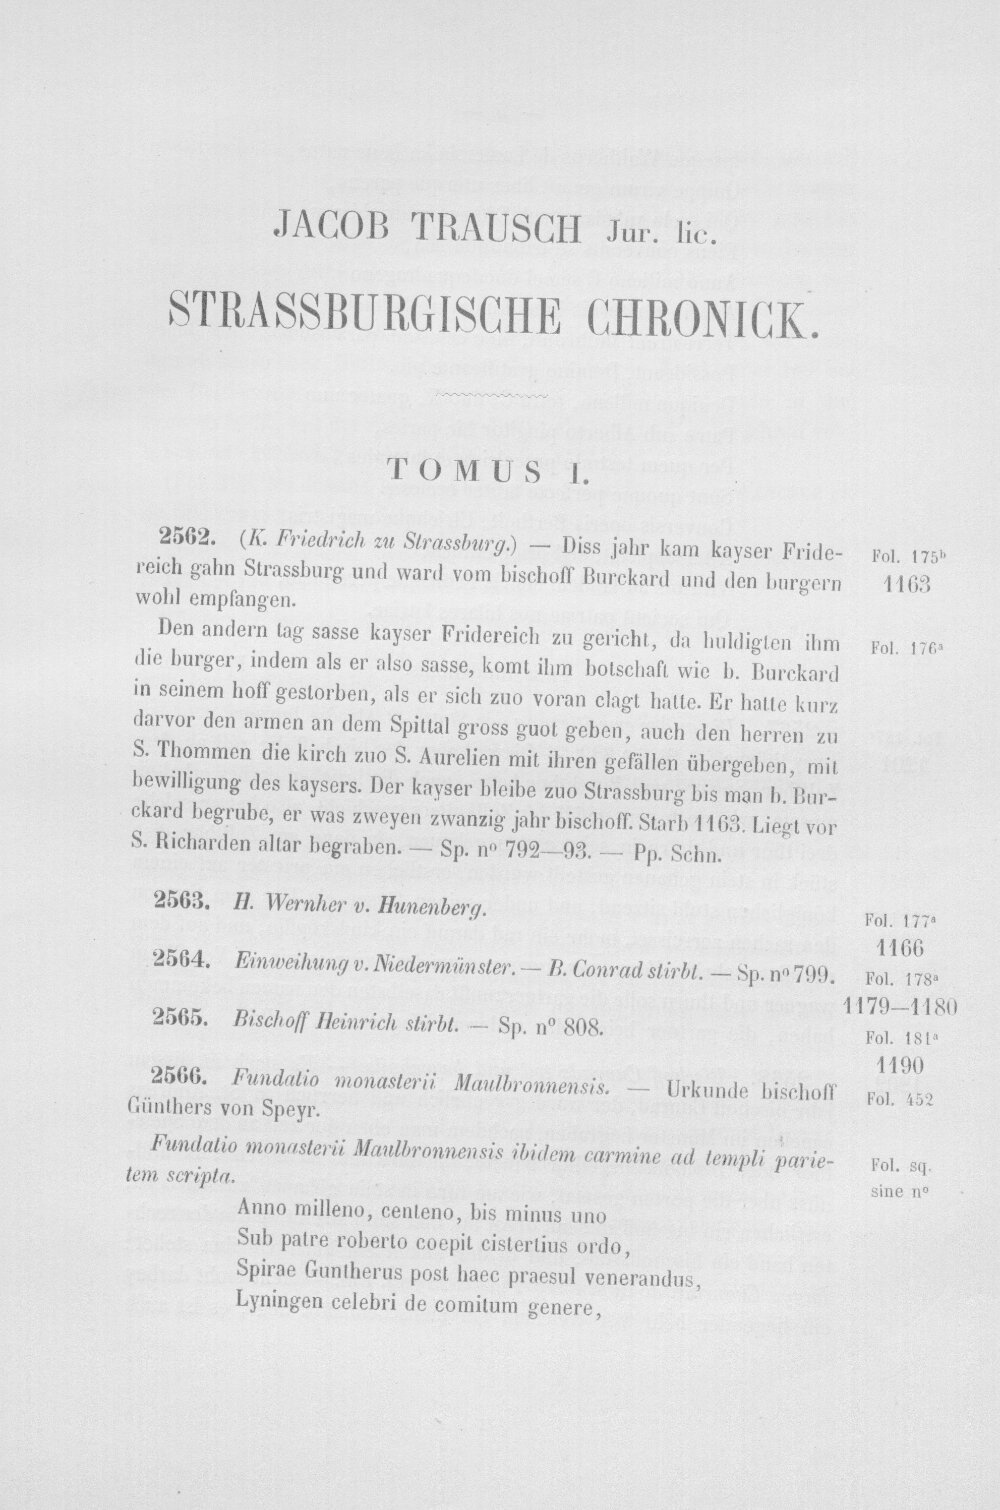 JACOB TRAUSCH Jur. lic.
STRASSBURGISCHE CHRONICK.
TOMUS I.
2562. (K. Friedrich zu Strassburg.) — Diss jahr kam kayser Fride- Fol. 175b
reich gahn Strassburg und ward vom bischoff Burckard und den burgern 1163
wohl empfangen.
Den andern tag sasse kayser Fridereich zu gericht, da huldigten ihm Fol. 176a
die burger, indem als er also sasse, komt ihm botschaft wie b. Burckard
in seinem hoff gestorben, als er sich zuo voran clagt hatte. Er hatte kurz
darvor den armen an dem Spittal gross guot geben, auch den herren zu
S. Thommen die kirch zuo S. Aurelien mit ihren gefällen übergeben, mit
bewilligung des kaysers. Der kayser bleibe zuo Strassburg bis man b. Bur-
ckard begrube, er was zweyen zwanzig jahr bischoff. Starb 1163. Liegt vor
S. Richarden altar begraben. — Sp. no 792—93. — Pp. Schn.
2563. H. Wernher v. Hunenberg. Fol. 177a
1166
2564. Einweihung v. Niedermünster. — B. Conrad stirbt. — Sp. no 799. Fol. 178a
1179—1180
2565. Bischoff Heinrich stirbt. — Sp. no 808. Fol. 181a
1190
2566. Fundatio monasterii Maulbronnensis. — Urkunde bischoff Fol. 452
Günthers von Speyr.
Fundatio monasterii Maulbronnensis ibidem carmine ad templi parie- Fol. sq.
tem scripta. sine no
Anno milleno, centeno, bis minus uno
Sub patre roberto coepit cistertius ordo,
Spirae Guntherus post haec praesul venerandus,
Lyningen celebri de comitum genere,